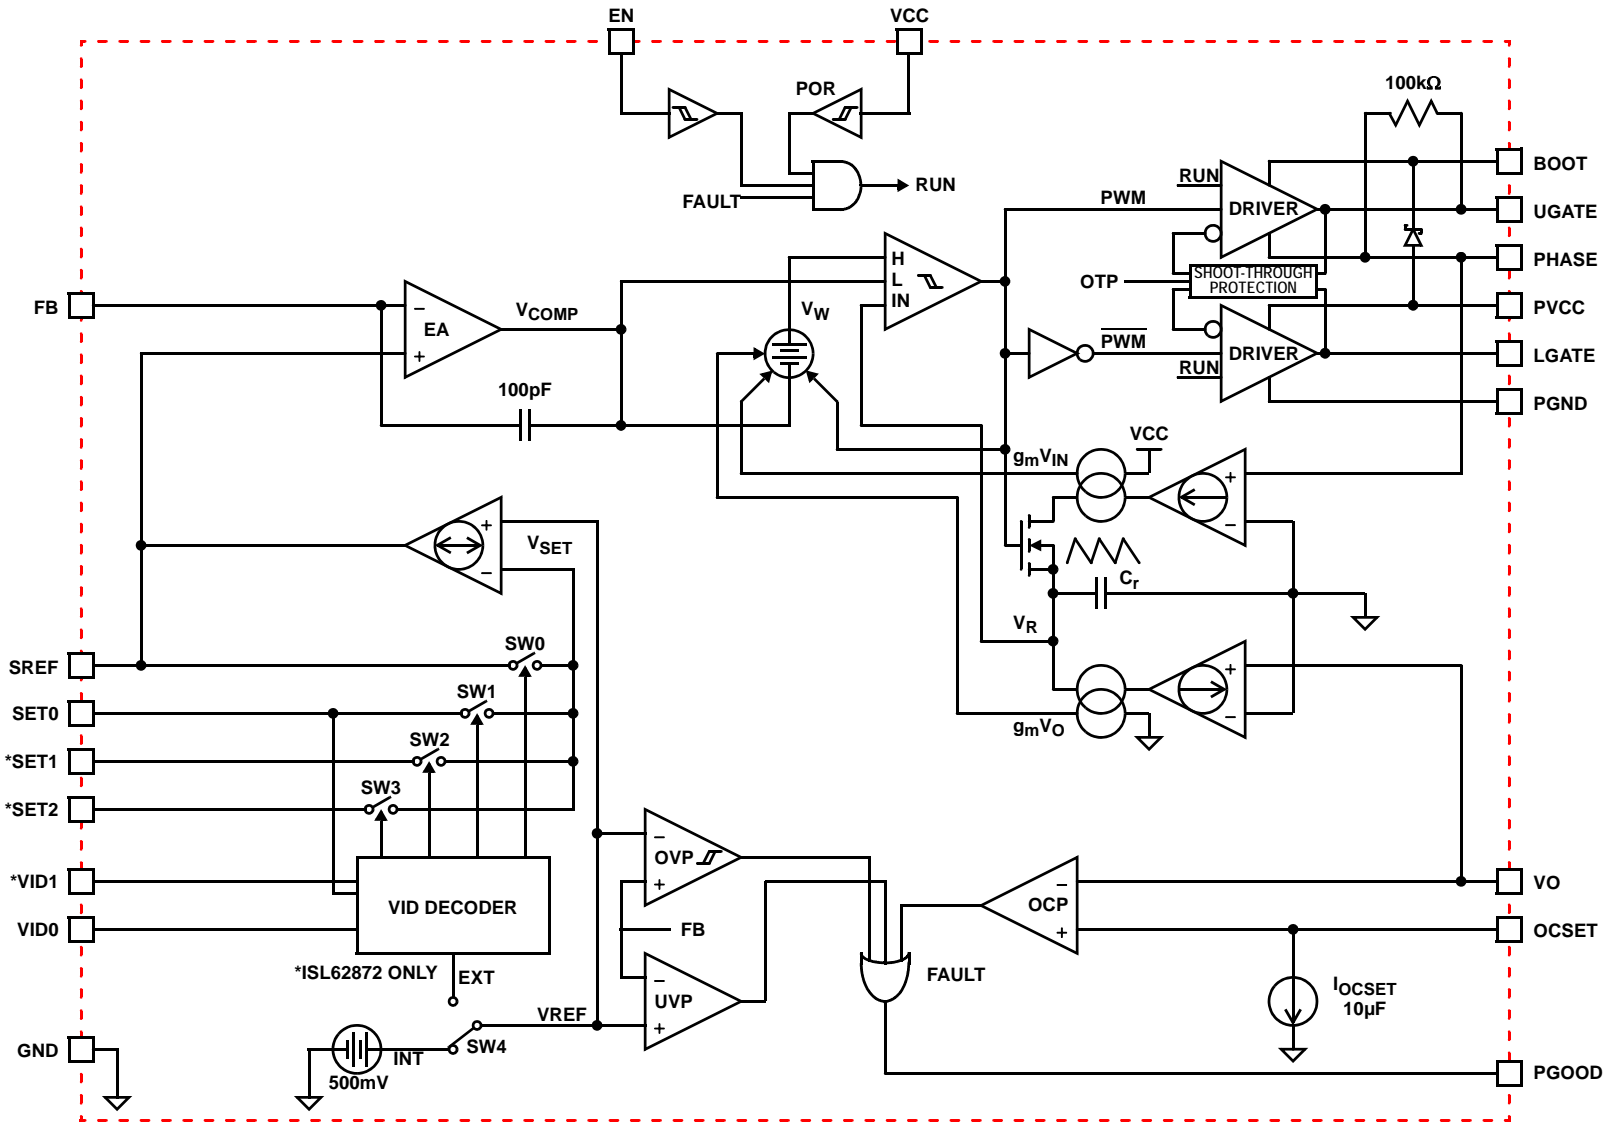 EN
VCC
POR
100kΩ
BOOT
RUN
RUN
FAULT
PWM
DRIVER
UGATE
H
L
IN
OTP
SHOOT-THROUGH
PROTECTION
PHASE
FB
−
EA
+
VCOMP
VW
PVCC
PWM
DRIVER
LGATE
RUN
100pF
PGND
VCC
gmVIN
+
−
+
VSET
−
Cr
VR
SW0
SREF
SW1
SET0
+
−
gmVO
SW2
*SET1
SW3
*SET2
−
OVP
+
*VID1
VID DECODER
VID0
FB
−
OCP
+
VO
OCSET
*ISL62872 ONLY
EXT
−
UVP
+
FAULT
IOCSET
10µF
VREF
SW4
GND
INT
500mV
PGOOD